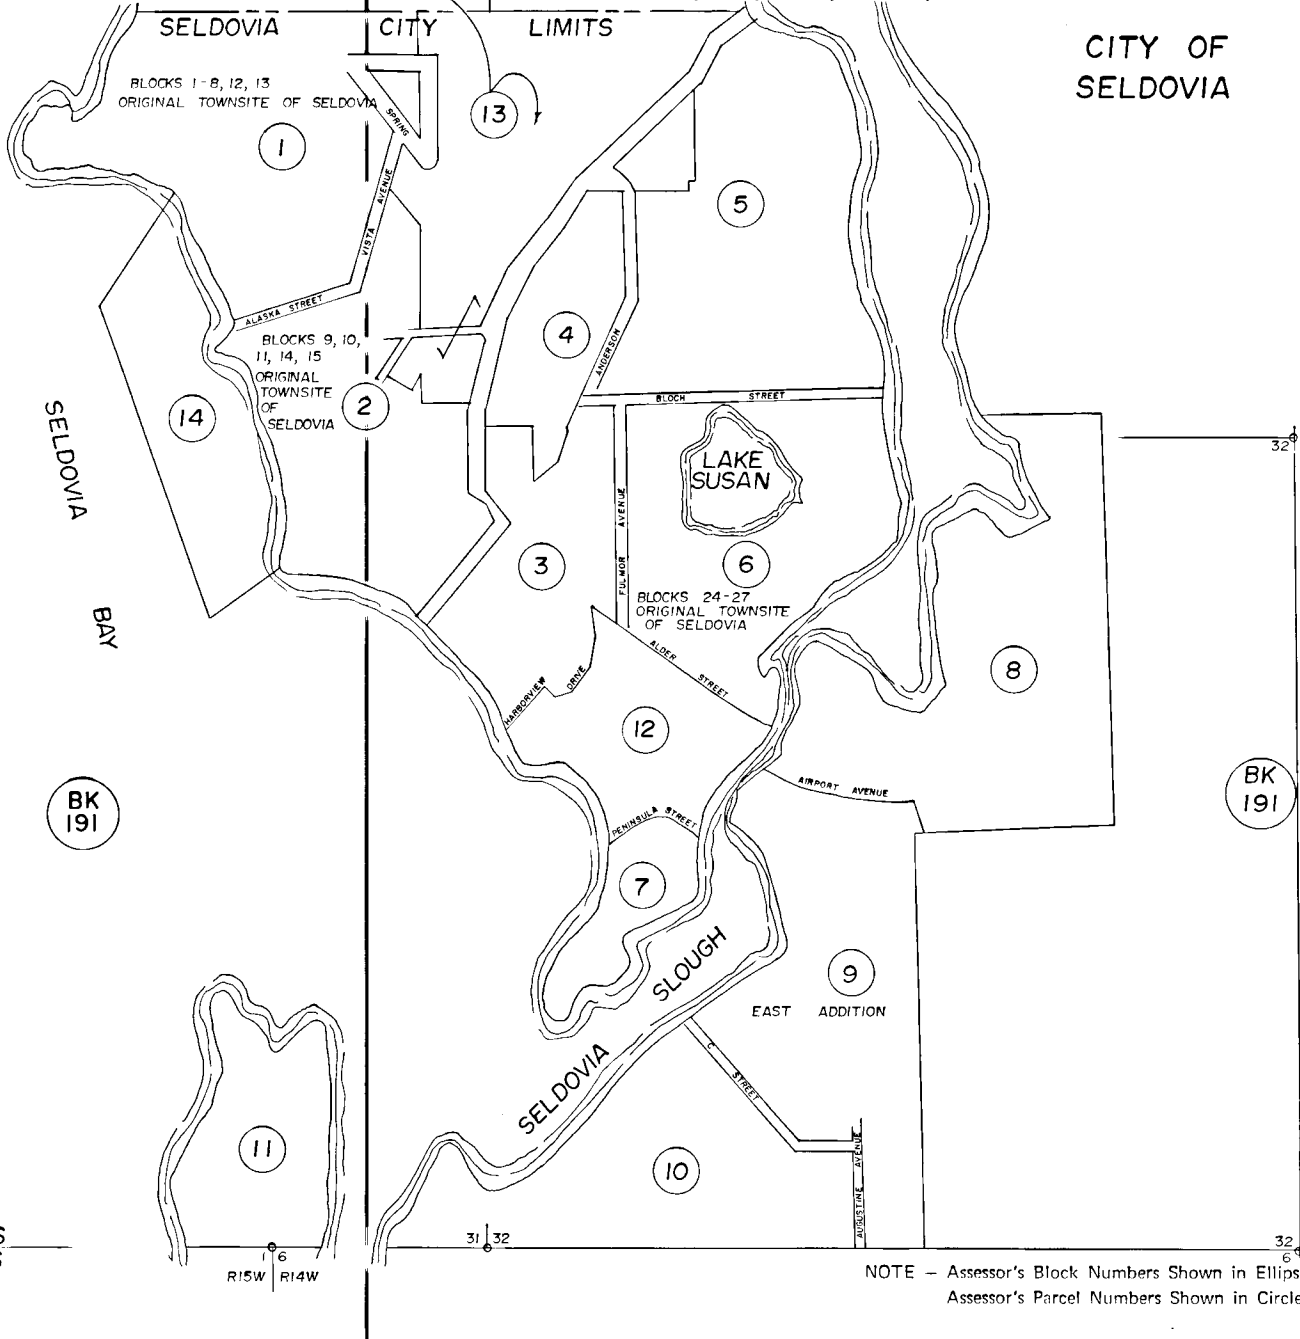 SELDOVIA CITY LIMITS
CITY OF
SELDOVIA
BLOCKS 1-8, 12, 13
ORIGINAL TOWNSITE OF SELDOVIA
SPRING
13
1
VISTA AVENUE
5
ALASKA STREET
BLOCKS 9, 10,
11, 14, 15
ORIGINAL
TOWNSITE
OF
SELDOVIA
2
4
ANDERSON
14
BLOCH STREET
LAKE
SUSAN
32
SELDOVIA
BAY
FULMOR AVENUE
3
6
BLOCKS 24-27
ORIGINAL TOWNSITE
OF SELDOVIA
ALDER STREET
8
HARBORVIEW DRIVE
12
AIRPORT AVENUE
BK
191
BK
191
PENINSULA STREET
7
SELDOVIA SLOUGH
9
EAST ADDITION
C STREET
11
10
AUGUSTINE AVENUE
31 32
32
1 6
6
R15W R14W
NOTE – Assessor's Block Numbers Shown in Ellips
Assessor's Parcel Numbers Shown in Circle